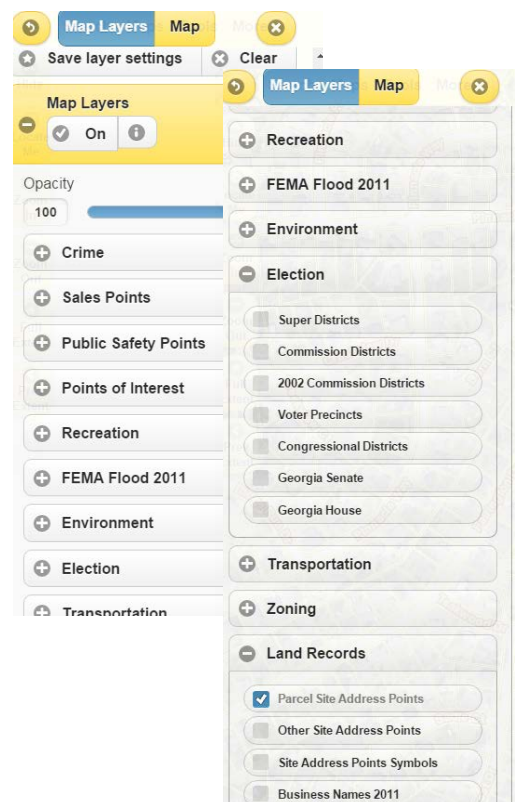 Map Layers Map
Save layer settings Clear
Map Layers
On
Opacity
100
Crime
Sales Points
Public Safety Points
Points of Interest
Recreation
FEMA Flood 2011
Environment
Election
Transportation
Map Layers Map
Recreation
FEMA Flood 2011
Environment
Election
Super Districts
Commission Districts
2002 Commission Districts
Voter Precincts
Congressional Districts
Georgia Senate
Georgia House
Transportation
Zoning
Land Records
Parcel Site Address Points
Other Site Address Points
Site Address Points Symbols
Business Names 2011